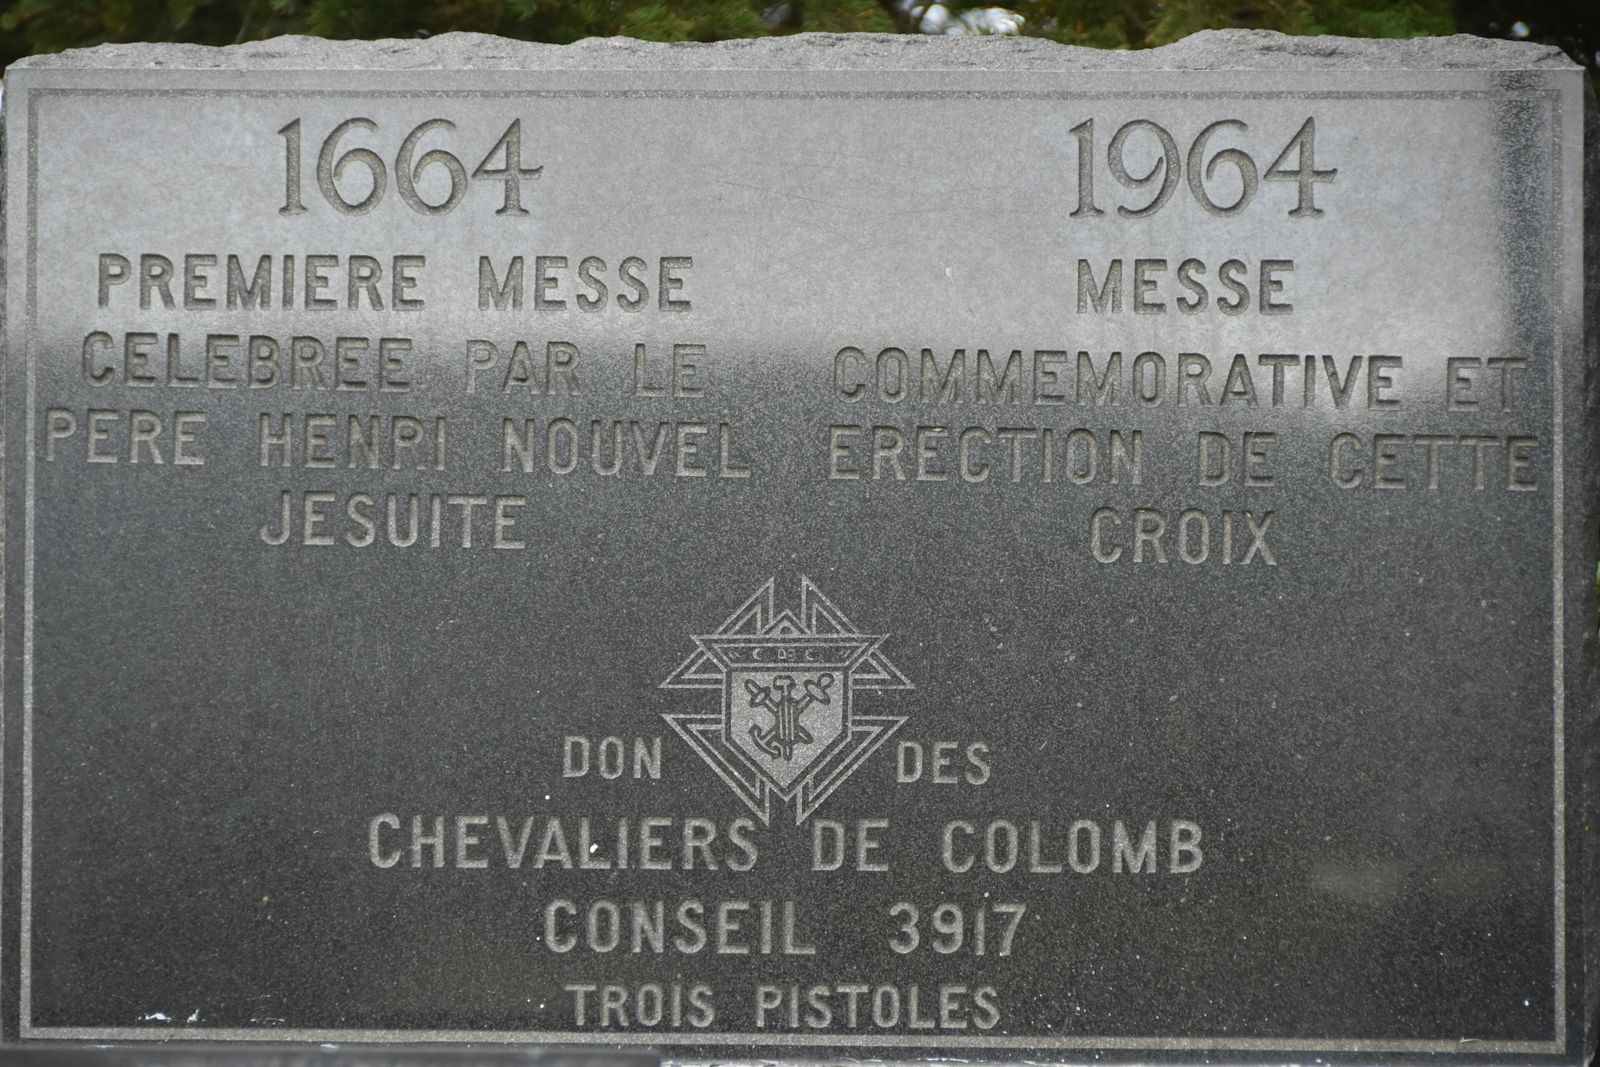 1664
PREMIERE MESSE
CELEBREE PAR LE
PERE HENRI NOUVEL
JESUITE
1964
MESSE
COMMEMORATIVE ET
ERECTION DE CETTE
CROIX
K C DE C V
DON DES
CHEVALIERS DE COLOMB
CONSEIL 3917
TROIS PISTOLES